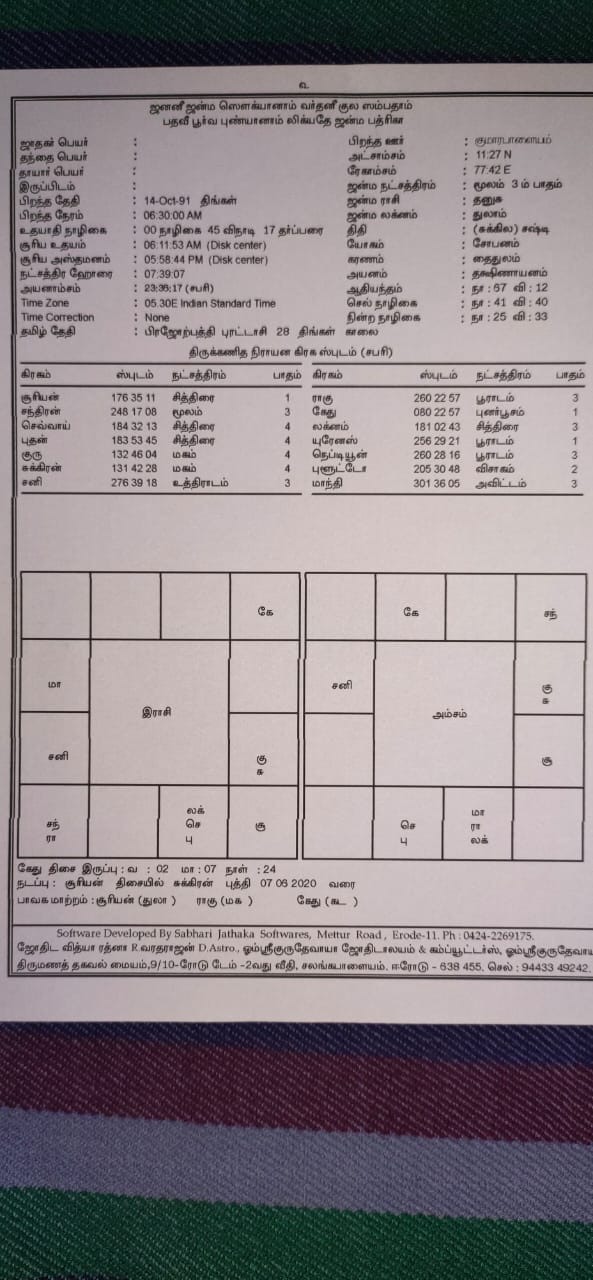 வ
ஜனனீ ஜன்ம ஸௌக்யானாம் வர்தனீ குல ஸம்பதாம்
பதவீ பூர்வ புண்யானாம் லிக்யதே ஜன்ம பத்ரிகா
ஜாதகர் பெயர் : பிறந்த ஊர் : குமாரபாளையம்
தந்தை பெயர் : அட்சாம்சம் : 11:27 N
தாயார் பெயர் : ரேகாம்சம் : 77:42 E
இருப்பிடம் : ஜன்ம நட்சத்திரம் : மூலம் 3 ம் பாதம்
பிறந்த தேதி : 14-Oct-91 திங்கள் ஜன்ம ராசி : தனுசு
பிறந்த நேரம் : 06:30:00 AM ஜன்ம லக்னம் : துலாம்
உதயாதி நாழிகை : 00 நாழிகை 45 விநாடி 17 தர்ப்பரை திதி : (சுக்கில) சஷ்டி
சூரிய உதயம் : 06:11:53 AM (Disk center) யோகம் : சோபனம்
சூரிய அஸ்தமனம் : 05:58:44 PM (Disk center) கரணம் : தைதுலம்
நட்சத்திர ஹோரை : 07:39:07 அயனம் : தக்ஷிணாயனம்
அயனாம்சம் : 23:36:17 (சபரி) ஆதியந்தம் : நா : 67 வி : 12
Time Zone : 05.30E Indian Standard Time செல் நாழிகை : நா : 41 வி : 40
Time Correction : None நின்ற நாழிகை : நா : 25 வி : 33
தமிழ் தேதி : பிரஜோற்பத்தி புரட்டாசி 28 திங்கள் காலை
திருக்கணித நிராயன கிரக ஸ்புடம் (சபரி)
கிரகம் ஸ்புடம் நட்சத்திரம் பாதம் கிரகம் ஸ்புடம் நட்சத்திரம் பாதம்
சூரியன் 176 35 11 சித்திரை 1 ராகு 260 22 57 பூராடம் 3
சந்திரன் 248 17 08 மூலம் 3 கேது 080 22 57 புனர்பூசம் 1
செவ்வாய் 184 32 13 சித்திரை 4 லக்னம் 181 02 43 சித்திரை 3
புதன் 183 53 45 சித்திரை 4 யுரேனஸ் 256 29 21 பூராடம் 1
குரு 132 46 04 மகம் 4 நெப்டியூன் 260 28 16 பூராடம் 3
சுக்கிரன் 131 42 28 மகம் 4 புளூட்டோ 205 30 48 விசாகம் 2
சனி 276 39 18 உத்திராடம் 3 மாந்தி 301 36 05 அவிட்டம் 3
கே
மா
இராசி
சனி
கு
சு
சந்
ரா
லக்
செ
பு
சூ
கே
சந்
சனி
அம்சம்
கு
சு
சூ
செ
பு
மா
ரா
லக்
கேது திசை இருப்பு : வ : 02 மா : 07 நாள் : 24
நடப்பு : சூரியன் திசையில் சுக்கிரன் புத்தி 07 06 2020 வரை
பாவக மாற்றம் : சூரியன் (துலா ) ராகு (மக ) கேது (கட )
Software Developed By Sabhari Jathaka Softwares, Mettur Road , Erode-11. Ph : 0424-2269175.
ஜோதிட வித்யா ரத்னா R.வரதராஜன் D.Astro., ஓம்ஸ்ரீகுருதேவாயா ஜோதிடாலயம் & கம்ப்யூட்டர்ஸ், ஓம்ஸ்ரீகுருதேவாயா
திருமணத் தகவல் மையம்,9/10-ரோடு டேம் -2வது வீதி, சலங்கபாளையம். ஈரோடு - 638 455. செல் : 94433 49242.